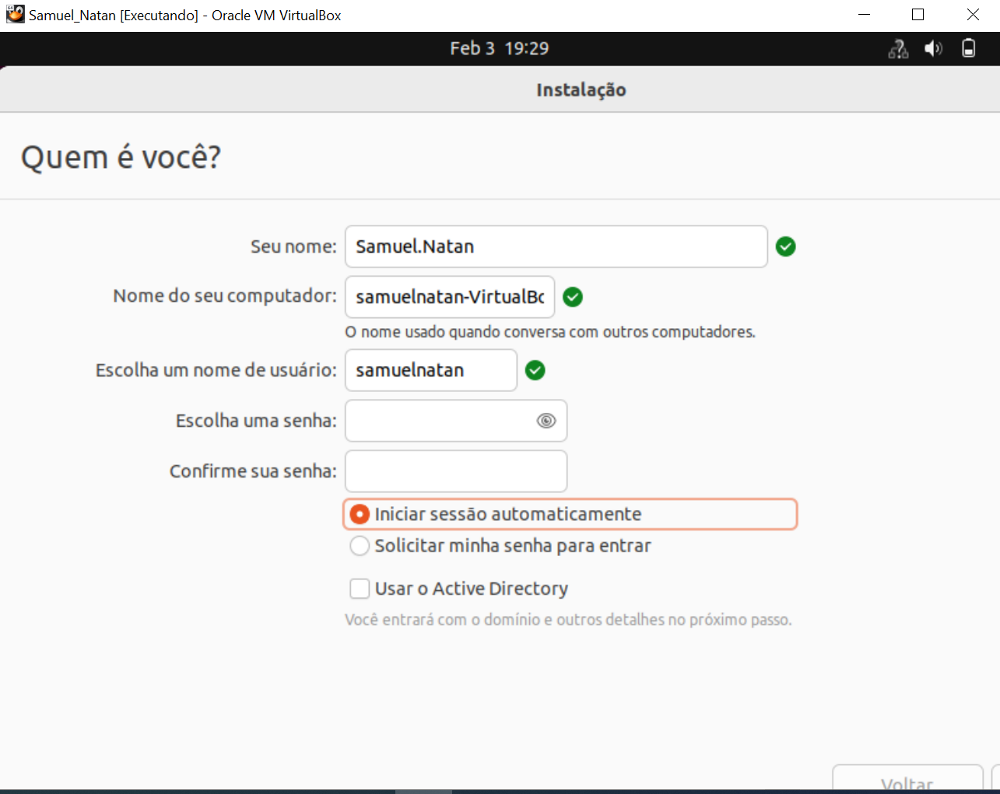 Samuel_Natan [Executando] - Oracle VM VirtualBox
Feb 3 19:29
Instalação
Quem é você?
Seu nome: Samuel.Natan
Nome do seu computador: samuelnatan-VirtualBo
O nome usado quando conversa com outros computadores.
Escolha um nome de usuário: samuelnatan
Escolha uma senha:
Confirme sua senha:
Iniciar sessão automaticamente
Solicitar minha senha para entrar
Usar o Active Directory
Você entrará com o domínio e outros detalhes no próximo passo.
Voltar